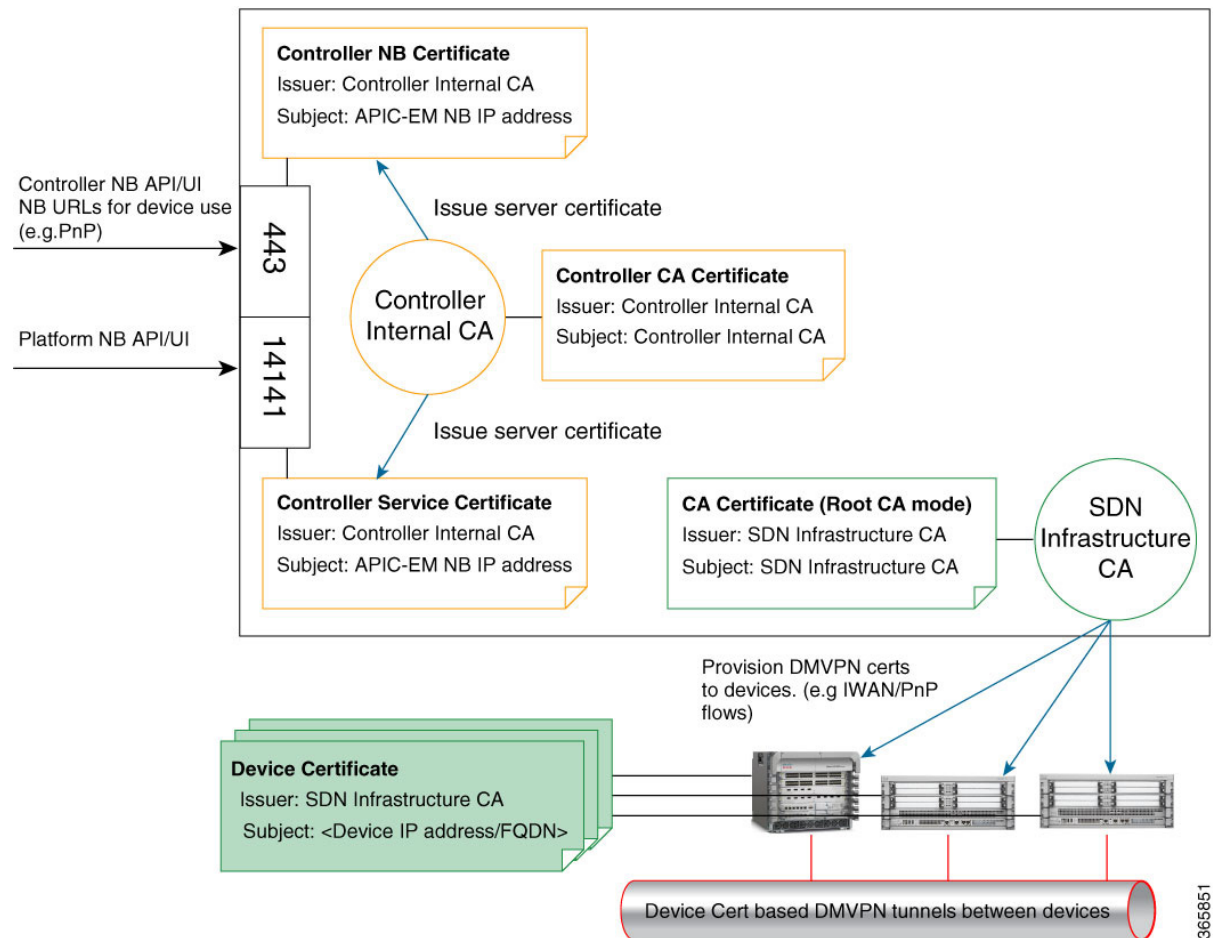 Controller NB Certificate
Issuer: Controller Internal CA
Subject: APIC-EM NB IP address
Controller NB API/UI
NB URLs for device use
(e.g.PnP)
443
Issue server certificate
Controller
Internal CA
Controller CA Certificate
Issuer: Controller Internal CA
Subject: Controller Internal CA
Platform NB API/UI
14141
Issue server certificate
Controller Service Certificate
Issuer: Controller Internal CA
Subject: APIC-EM NB IP address
CA Certificate (Root CA mode)
Issuer: SDN Infrastructure CA
Subject: SDN Infrastructure CA
SDN
Infrastructure
CA
Provision DMVPN certs
to devices. (e.g IWAN/PnP
flows)
Device Certificate
Issuer: SDN Infrastructure CA
Subject: <Device IP address/FQDN>
Device Cert based DMVPN tunnels between devices
365851